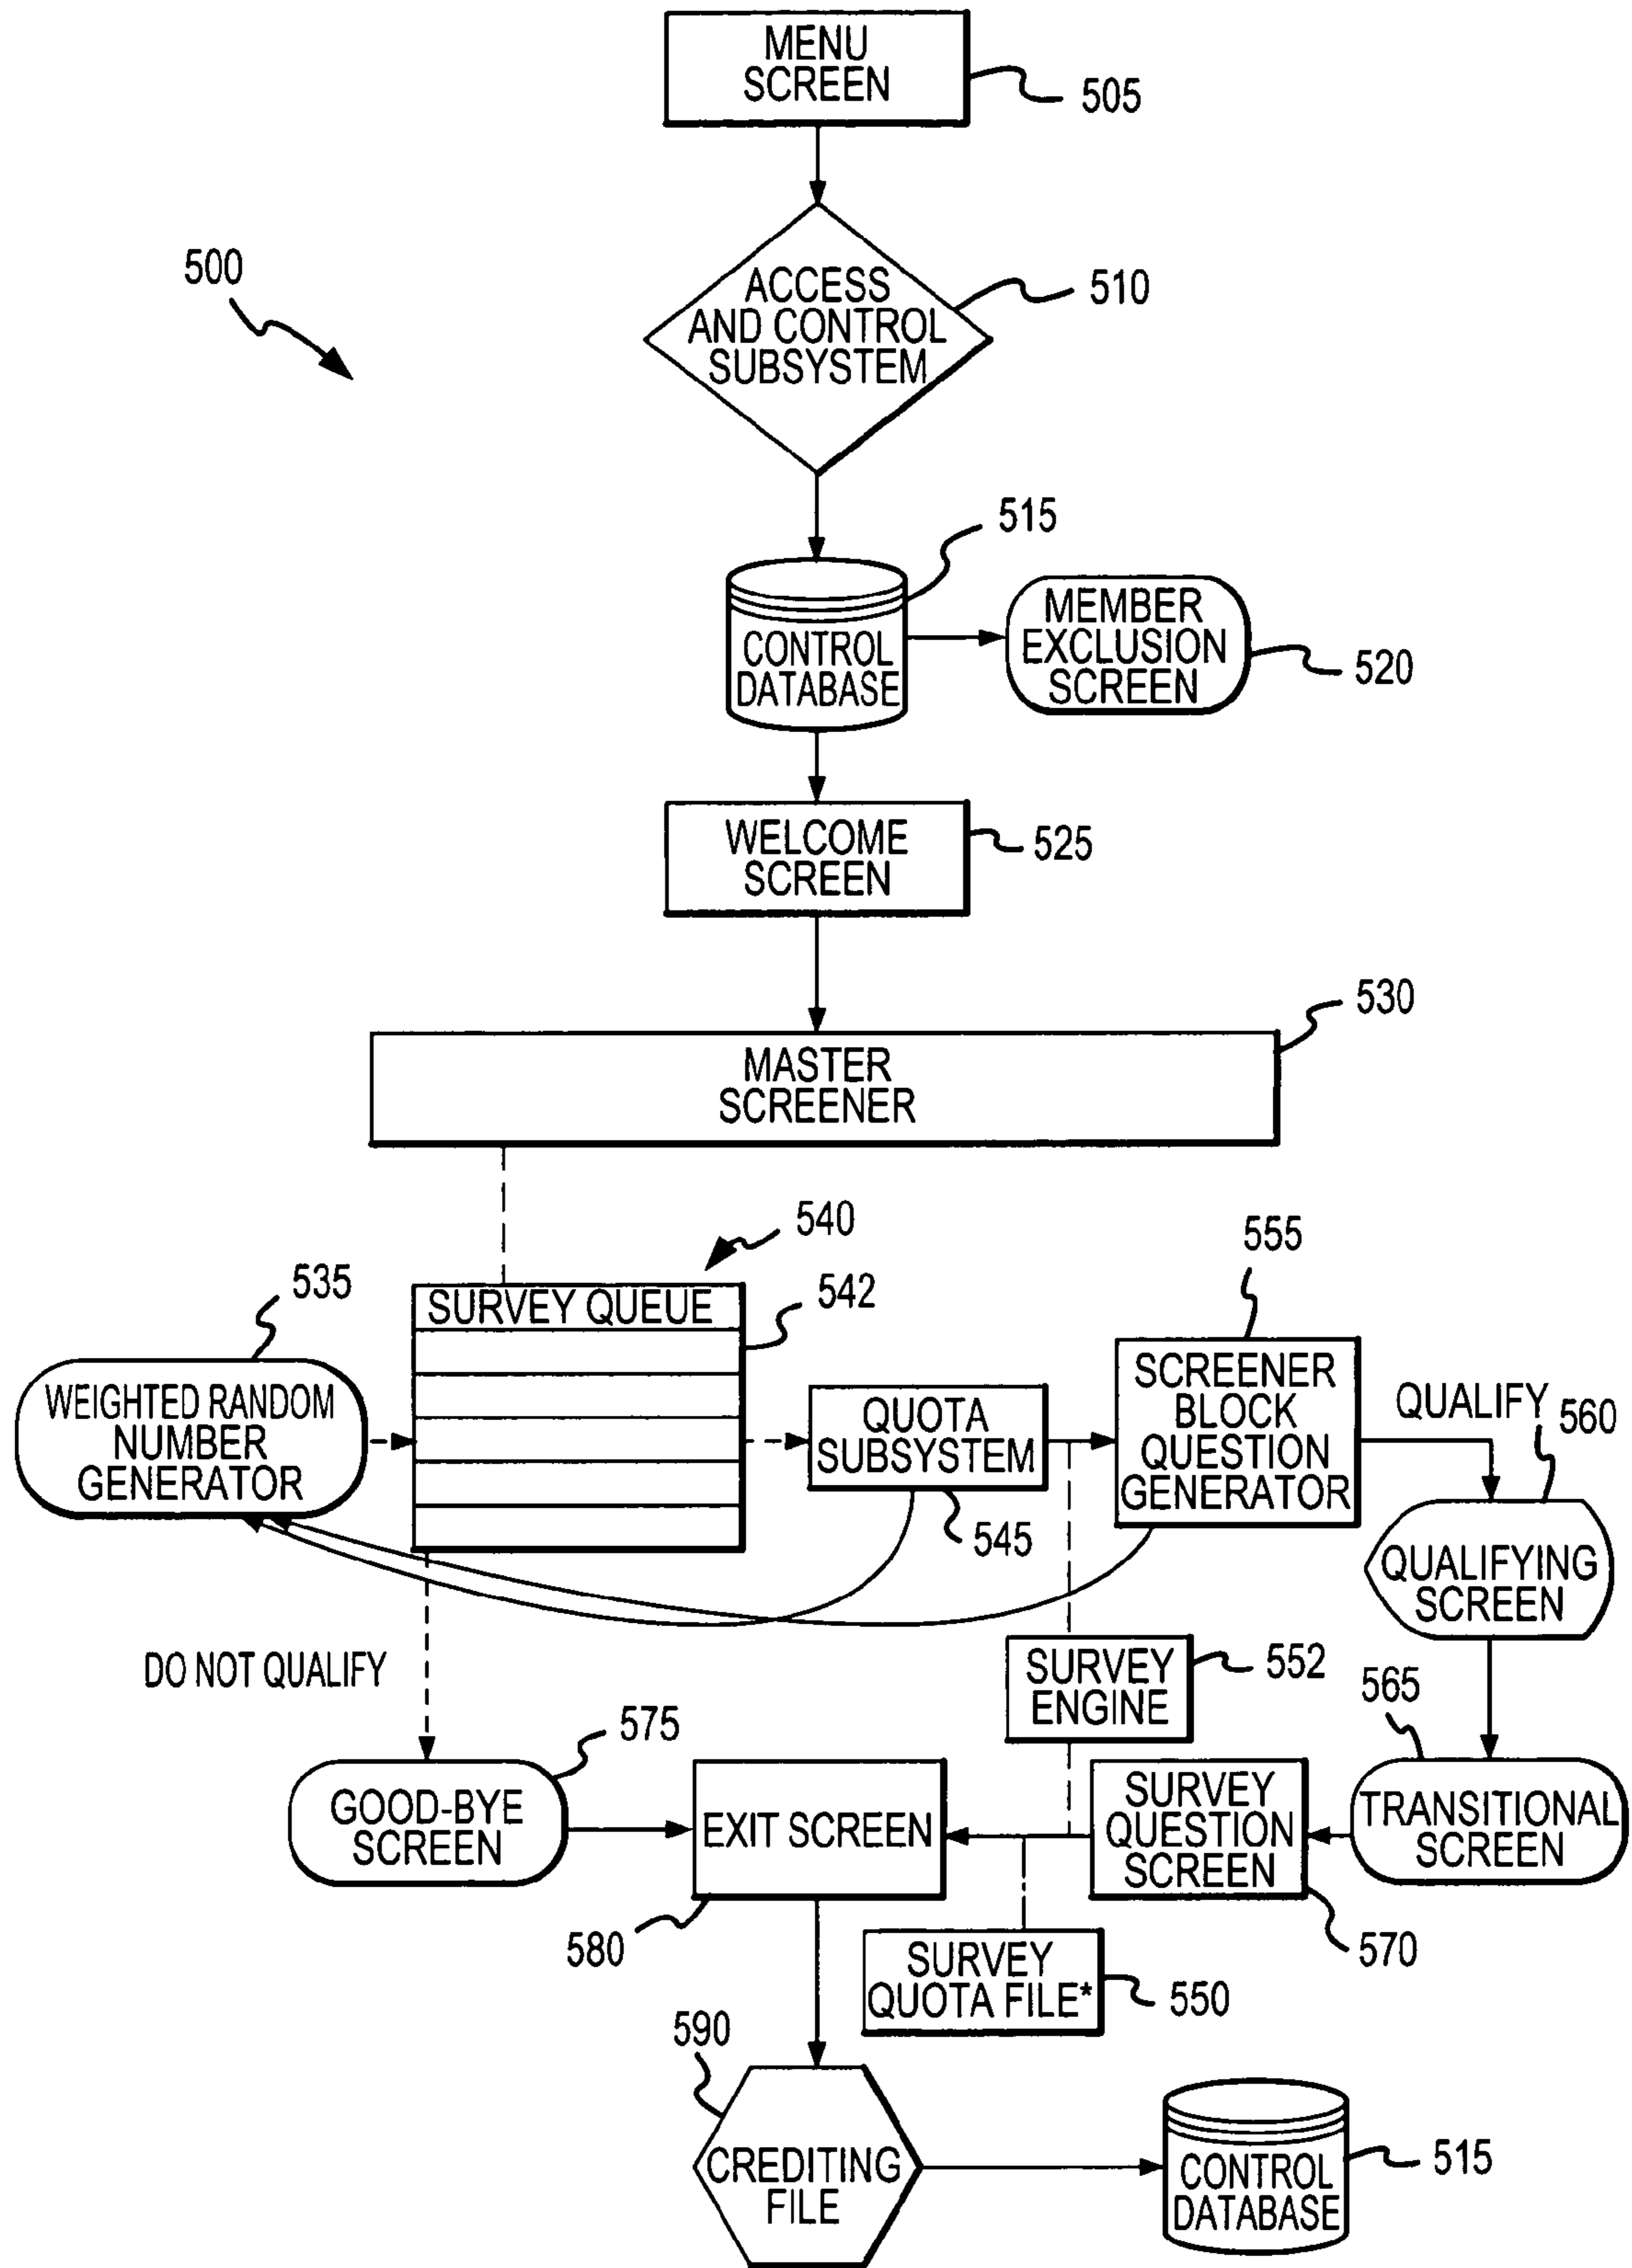 MENU
SCREEN
505
500
ACCESS
AND CONTROL
SUBSYSTEM
510
515
CONTROL
DATABASE
MEMBER
EXCLUSION
SCREEN
520
WELCOME
SCREEN
525
530
MASTER
SCREENER
540
535
542
555
SURVEY QUEUE
WEIGHTED RANDOM
NUMBER
GENERATOR
QUOTA
SUBSYSTEM
545
SCREENER
BLOCK
QUESTION
GENERATOR
QUALIFY
560
QUALIFYING
SCREEN
DO NOT QUALIFY
SURVEY
ENGINE
552
565
575
GOOD-BYE
SCREEN
EXIT SCREEN
SURVEY
QUESTION
SCREEN
TRANSITIONAL
SCREEN
580
570
SURVEY
QUOTA FILE*
550
590
CREDITING
FILE
CONTROL
DATABASE
515